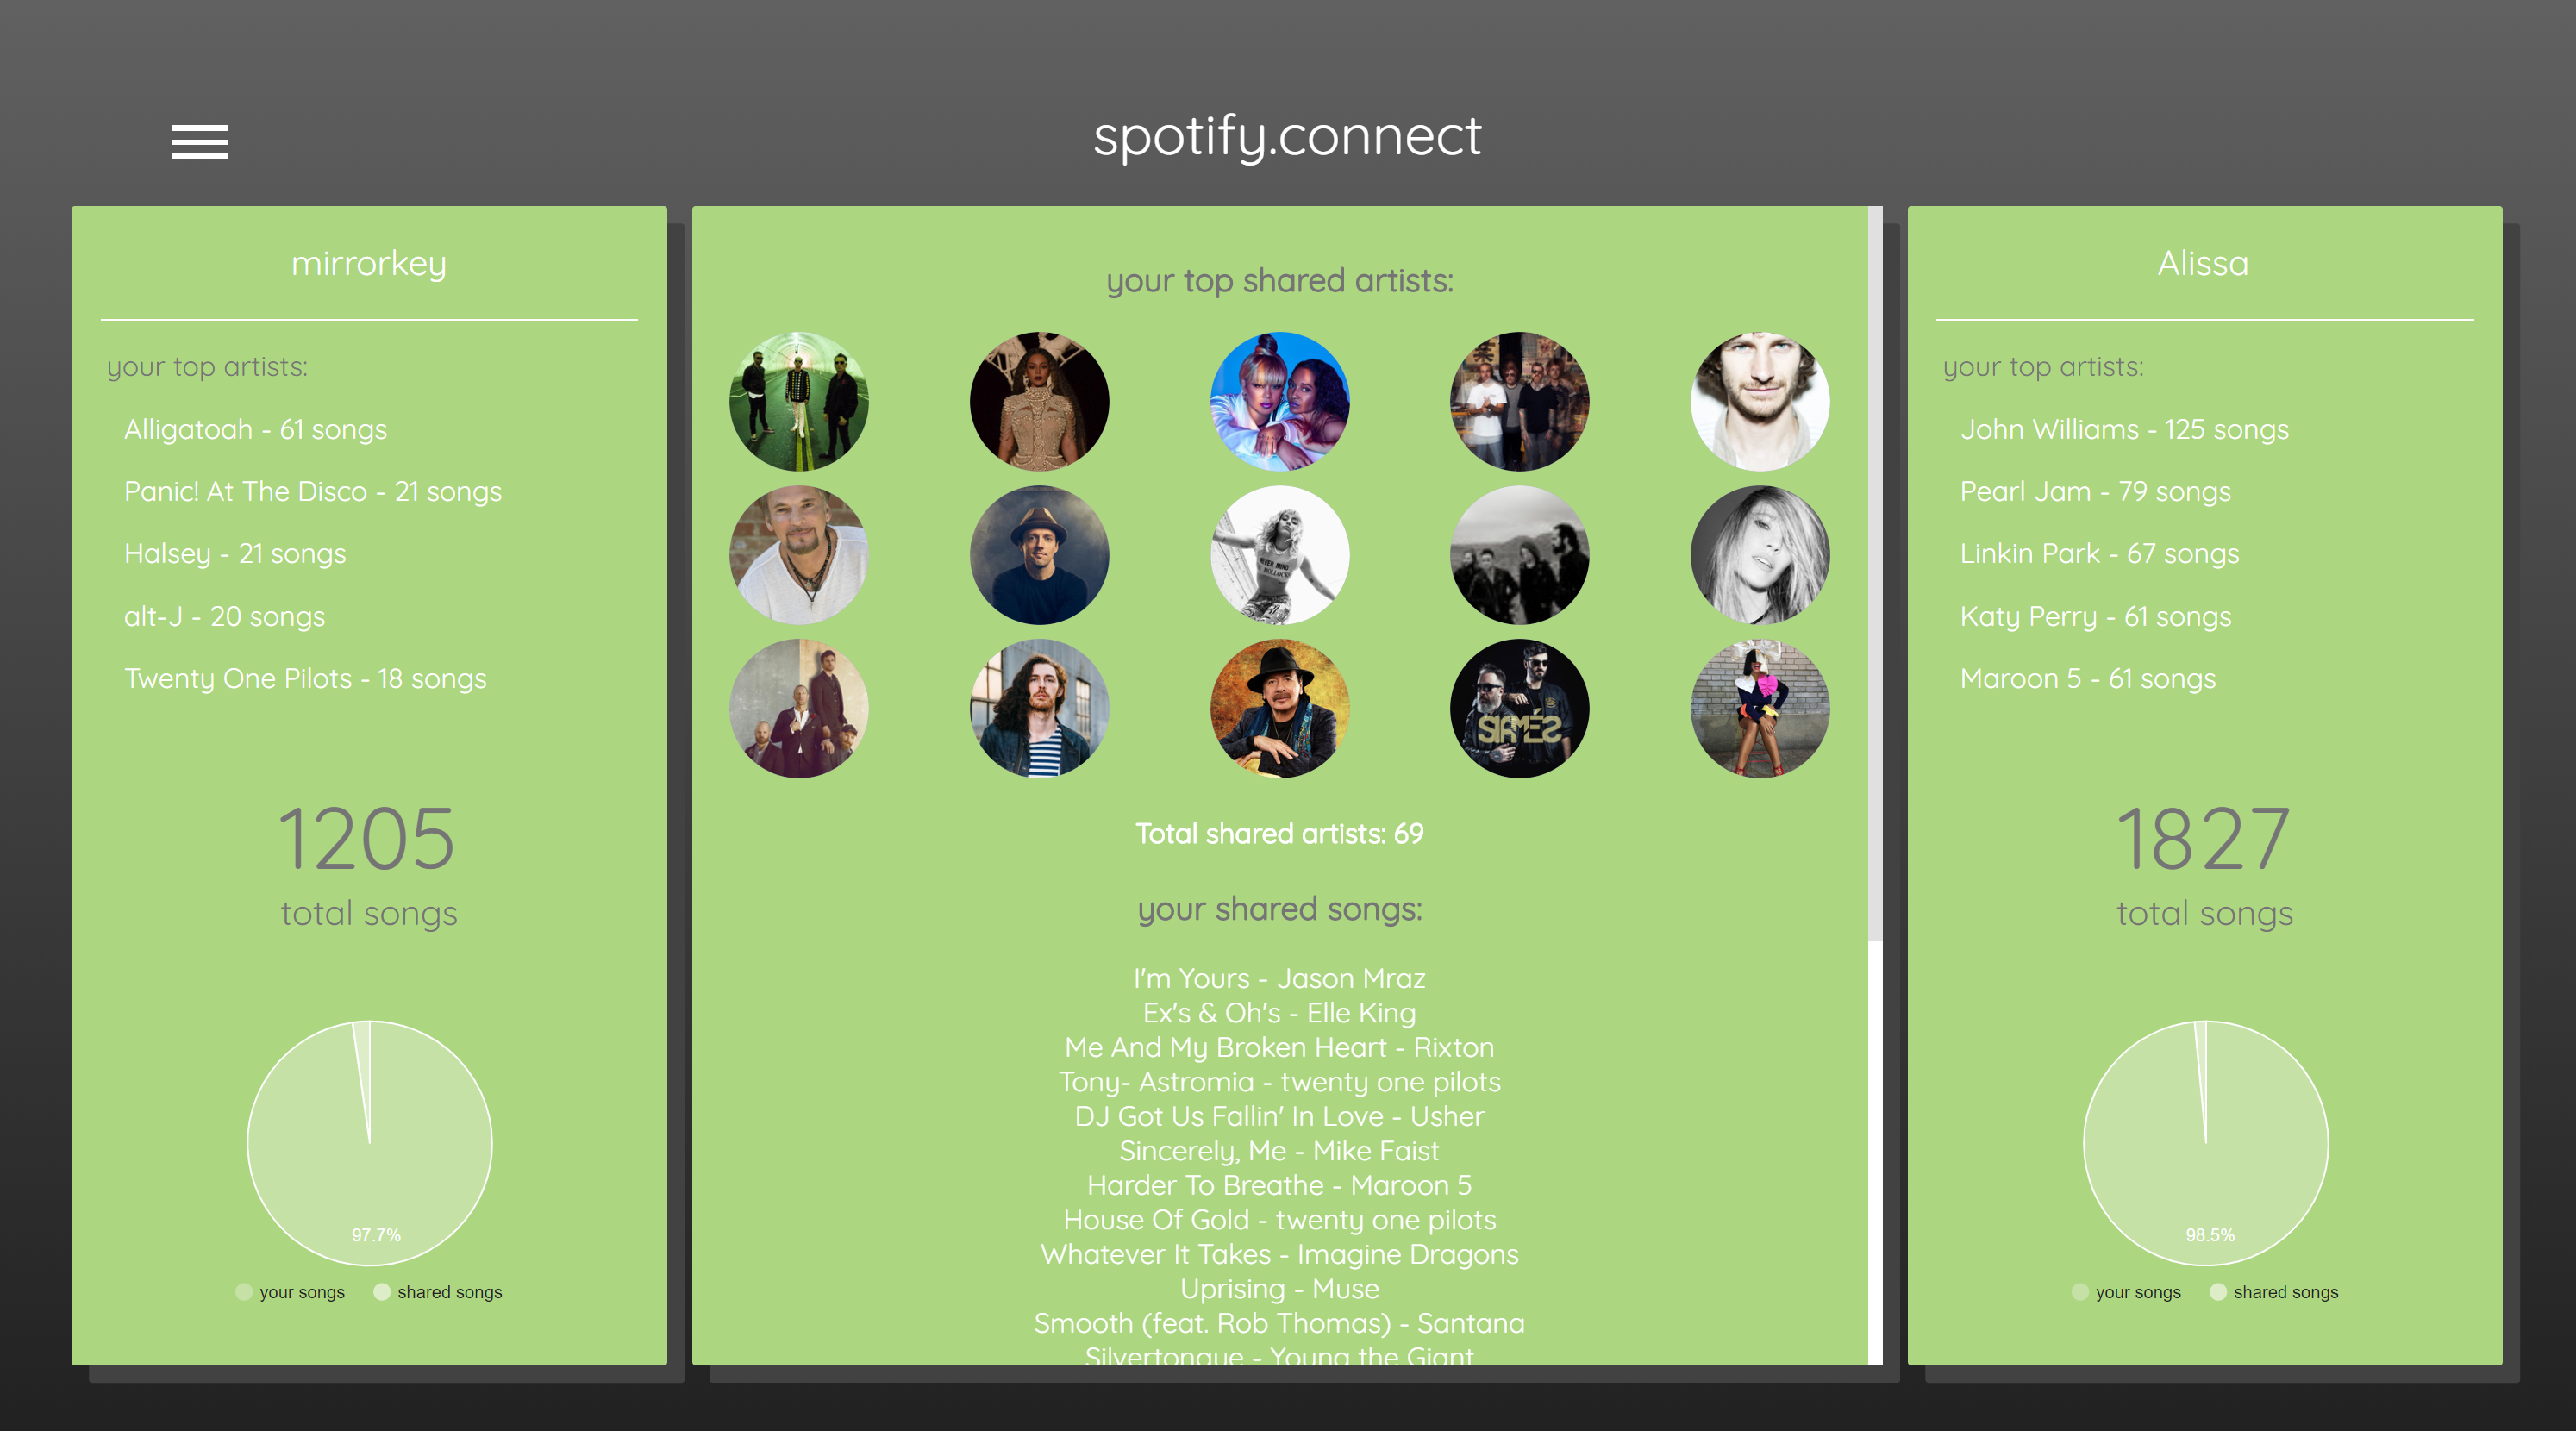 spotify.connect
mirrorkey
your top artists:
Alligatoah - 61 songs
Panic! At The Disco - 21 songs
Halsey - 21 songs
alt-J - 20 songs
Twenty One Pilots - 18 songs
1205
total songs
97.7%
your songs
shared songs
your top shared artists:
NEVER MIND
SIAMÉS
Total shared artists: 69
your shared songs:
I'm Yours - Jason Mraz
Ex's & Oh's - Elle King
Me And My Broken Heart - Rixton
Tony- Astromia - twenty one pilots
DJ Got Us Fallin' In Love - Usher
Sincerely, Me - Mike Faist
Harder To Breathe - Maroon 5
House Of Gold - twenty one pilots
Whatever It Takes - Imagine Dragons
Uprising - Muse
Smooth (feat. Rob Thomas) - Santana
Silvertongue - Young the Giant
Alissa
your top artists:
John Williams - 125 songs
Pearl Jam - 79 songs
Linkin Park - 67 songs
Katy Perry - 61 songs
Maroon 5 - 61 songs
1827
total songs
98.5%
your songs
shared songs